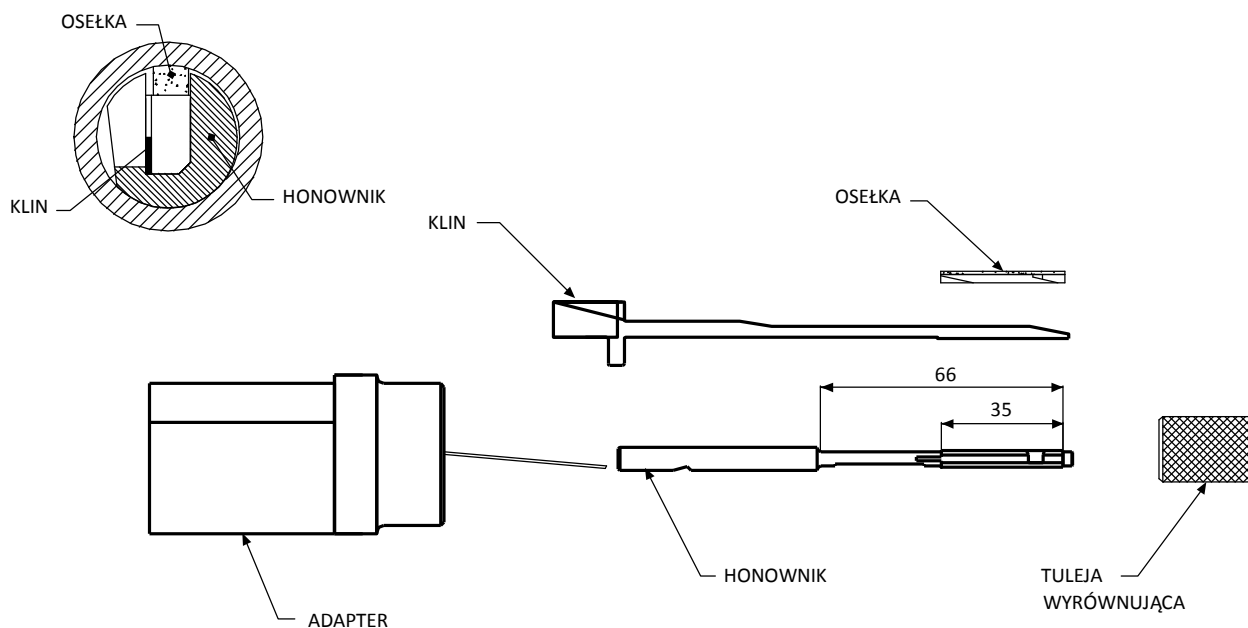 OSEŁKA
KLIN
HONOWNIK
KLIN
OSEŁKA
66
35
HONOWNIK
ADAPTER
TULEJA
WYRÓWNUJĄCA